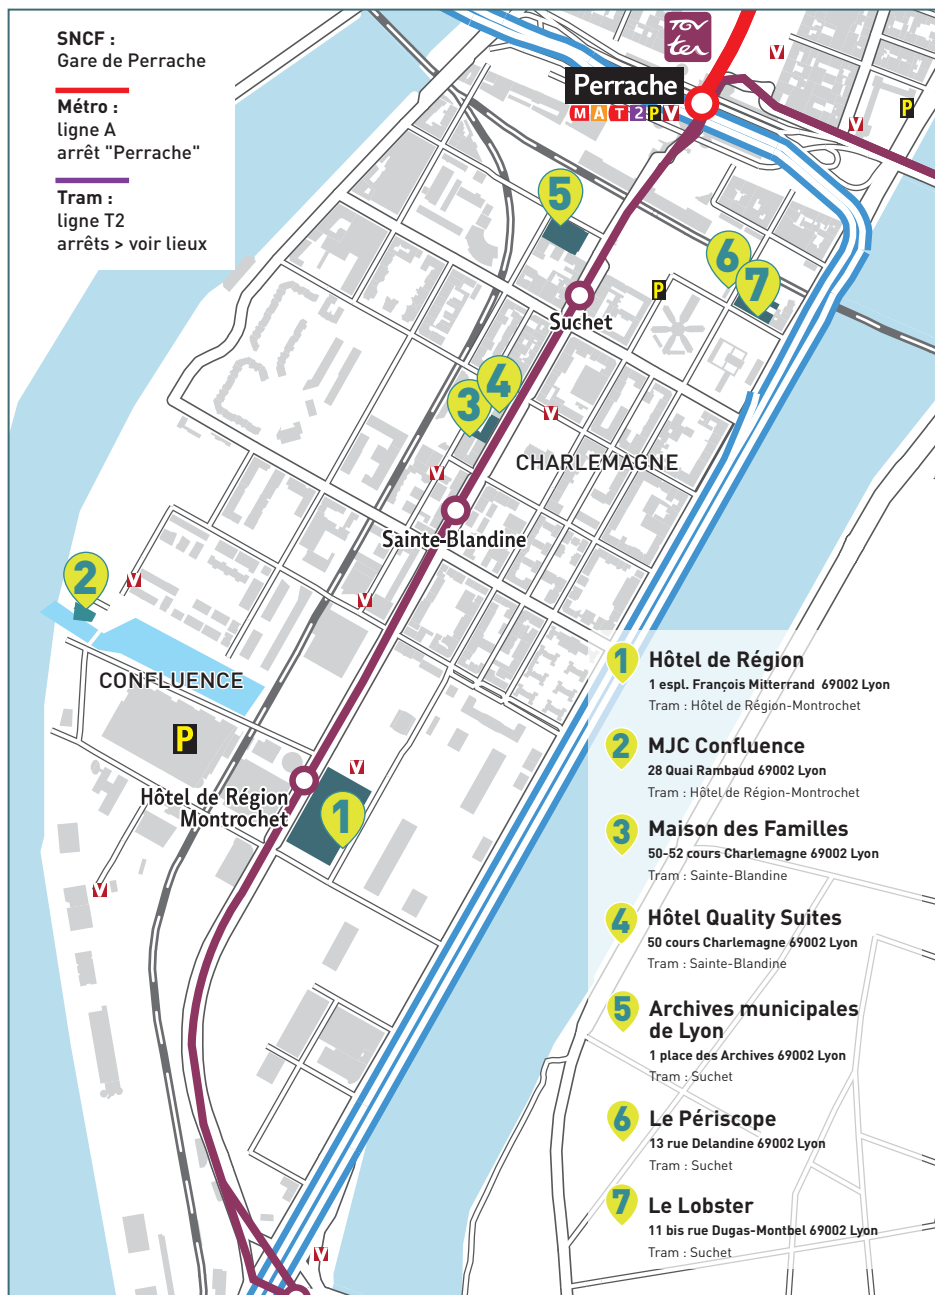 SNCF :
Gare de Perrache
Métro :
ligne A
arrêt "Perrache"
Tram :
ligne T2
arrêts > voir lieux
TGV
ter
Perrache
M A T 2 P V
V
P
V
5
6
7
P
Suchet
4
3
V
CHARLEMAGNE
V
Sainte-Blandine
2
V
V
CONFLUENCE
P
V
Hôtel de Région
Montrochet
1
V
V
1 Hôtel de Région
1 espl. François Mitterrand 69002 Lyon
Tram : Hôtel de Région-Montrochet
2 MJC Confluence
28 Quai Rambaud 69002 Lyon
Tram : Hôtel de Région-Montrochet
3 Maison des Familles
50-52 cours Charlemagne 69002 Lyon
Tram : Sainte-Blandine
4 Hôtel Quality Suites
50 cours Charlemagne 69002 Lyon
Tram : Sainte-Blandine
5 Archives municipales
de Lyon
1 place des Archives 69002 Lyon
Tram : Suchet
6 Le Périscope
13 rue Delandine 69002 Lyon
Tram : Suchet
7 Le Lobster
11 bis rue Dugas-Montbel 69002 Lyon
Tram : Suchet